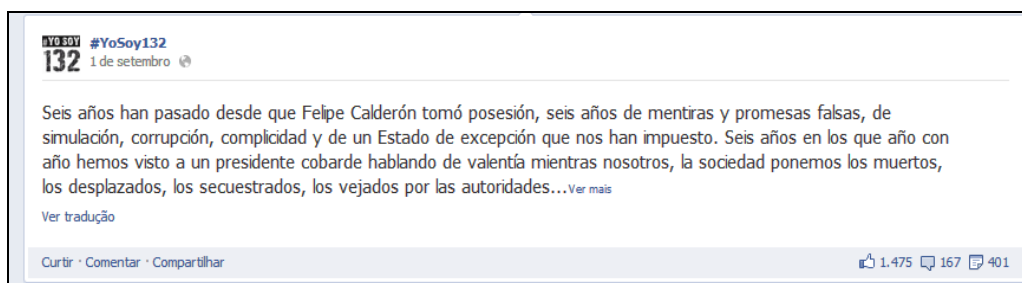 #YO SOY
132
#YoSoy132
1 de setembro
Seis años han pasado desde que Felipe Calderón tomó posesión, seis años de mentiras y promesas falsas, de
simulación, corrupción, complicidad y de un Estado de excepción que nos han impuesto. Seis años en los que año con
año hemos visto a un presidente cobarde hablando de valentía mientras nosotros, la sociedad ponemos los muertos,
los desplazados, los secuestrados, los vejados por las autoridades...Ver mais
Ver tradução
Curtir · Comentar · Compartilhar 1.475 167 401